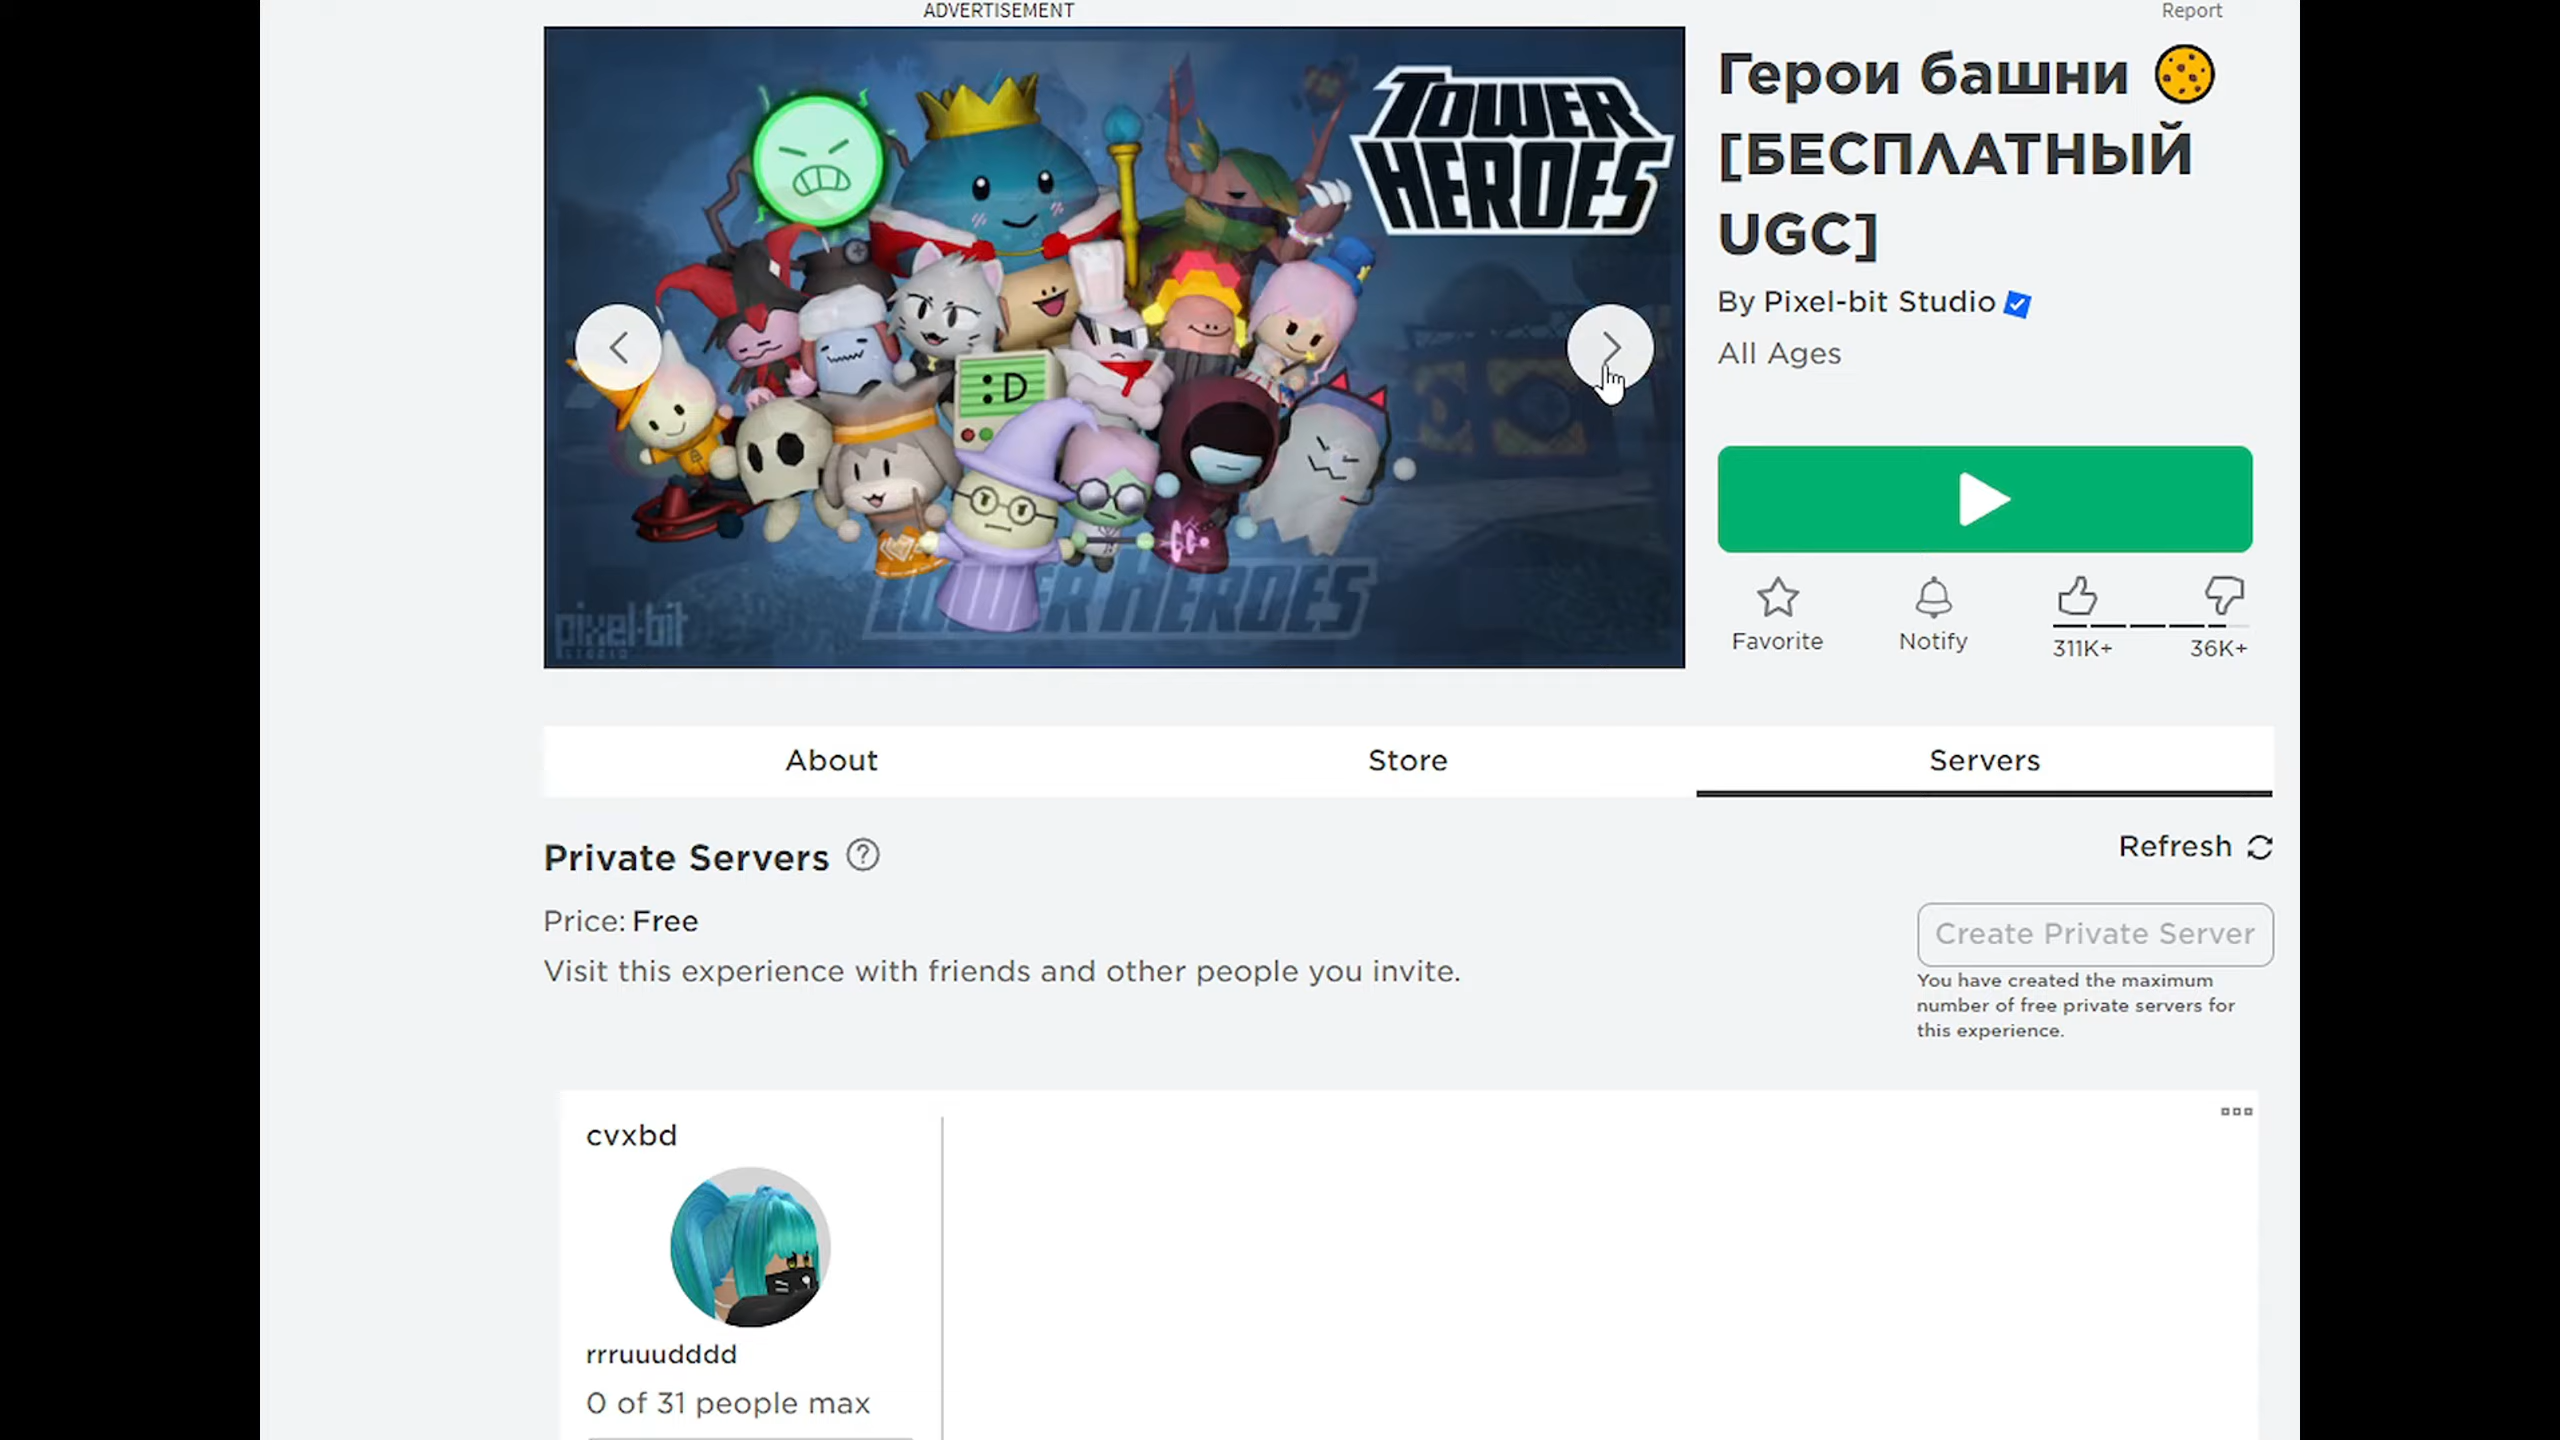 ADVERTISEMENT
Report
TOWER
HEROES
:D
TOWER HEROES
pixel-bit
STUDIO
Герои башни
[БЕСПЛАТНЫЙ
UGC]
By Pixel-bit Studio
All Ages
Favorite
Notify
311K+
36K+
About
Store
Servers
Private Servers
Refresh
Price: Free
Create Private Server
Visit this experience with friends and other people you invite.
You have created the maximum
number of free private servers for
this experience.
cvxbd
rrruuudddd
0 of 31 people max